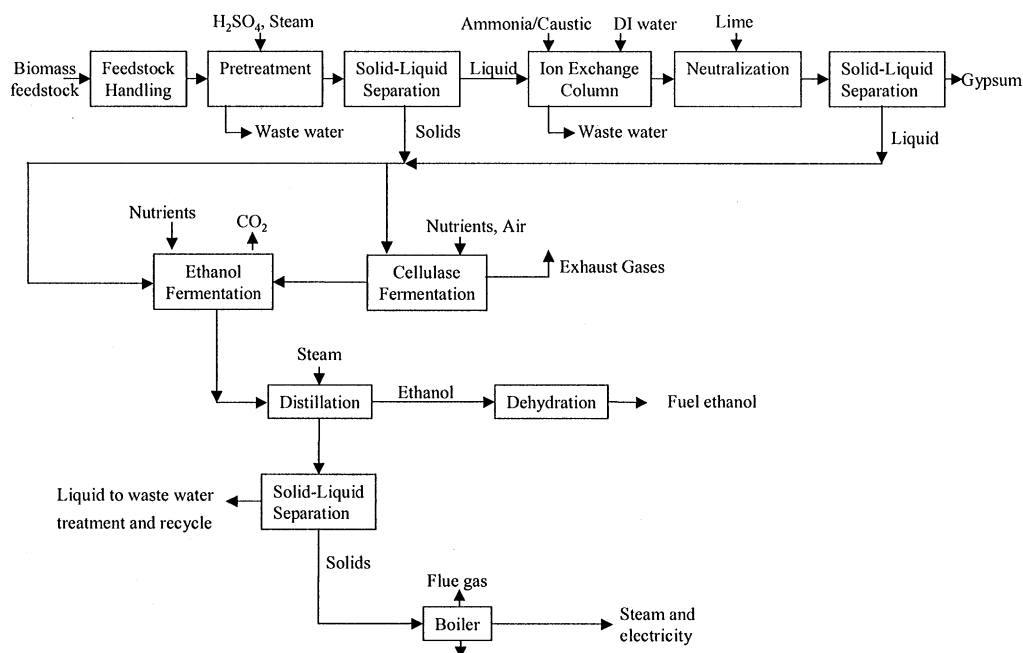 H₂SO₄, Steam
Ammonia/Caustic
DI water
Lime
Biomass
feedstock
Feedstock
Handling
Pretreatment
Solid-Liquid
Separation
Liquid
Ion Exchange
Column
Neutralization
Solid-Liquid
Separation
Gypsum
Waste water
Solids
Waste water
Liquid
Nutrients
CO₂
Nutrients, Air
Ethanol
Fermentation
Cellulase
Fermentation
Exhaust Gases
Steam
Distillation
Ethanol
Dehydration
Fuel ethanol
Liquid to waste water
treatment and recycle
Solid-Liquid
Separation
Solids
Flue gas
Boiler
Steam and
electricity